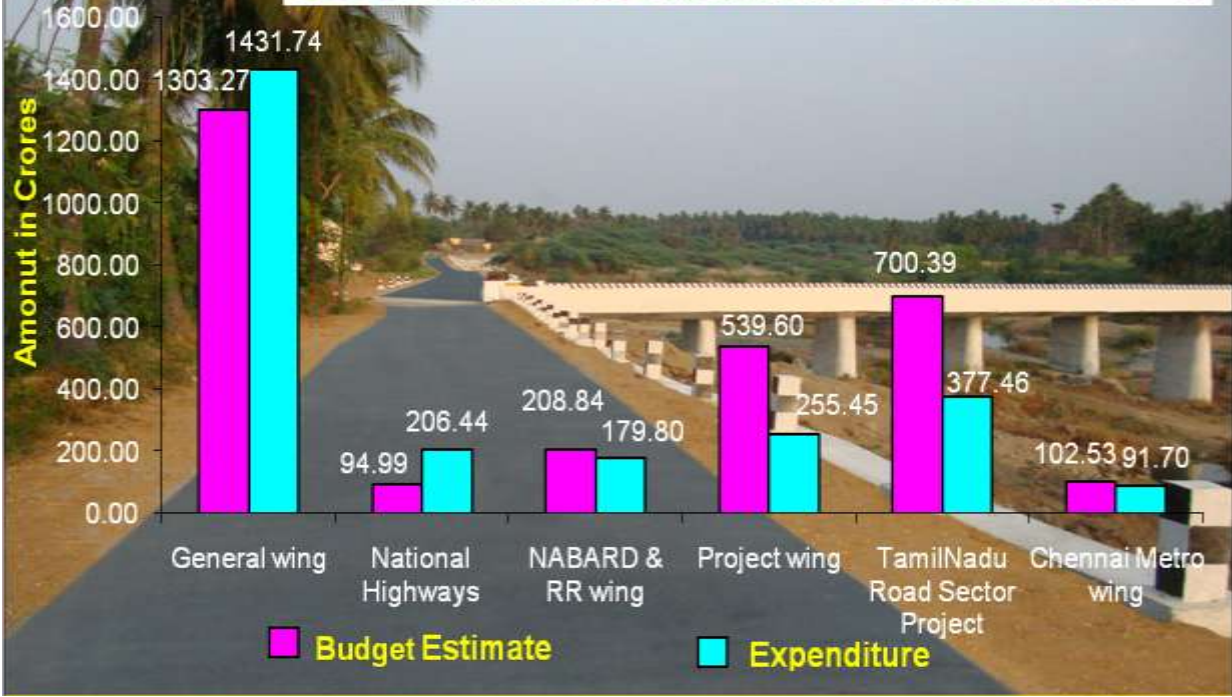 1600.00
1400.00
1200.00
1000.00
800.00
600.00
400.00
200.00
0.00
Amonut in Crores
1303.27
1431.74
94.99
206.44
208.84
179.80
539.60
255.45
700.39
377.46
102.53
91.70
General wing
National
Highways
NABARD &
RR wing
Project wing
TamilNadu
Road Sector
Project
Chennai Metro
wing
Budget Estimate
Expenditure